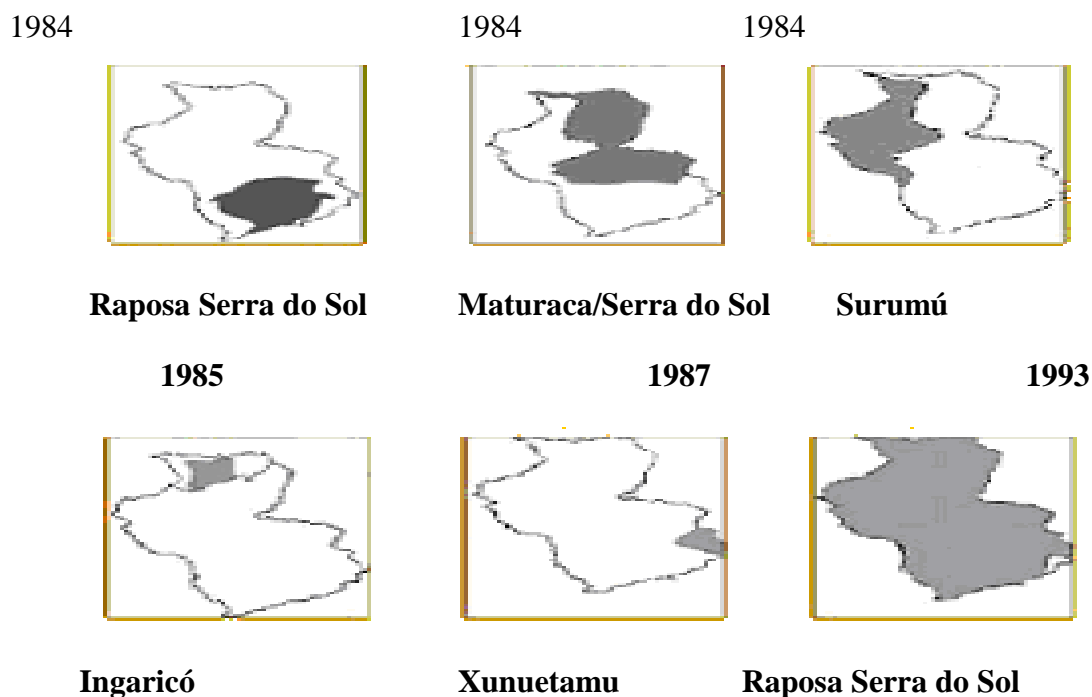 1984 1984 1984
Raposa Serra do Sol Maturaca/Serra do Sol Surumú
1985 1987 1993
Ingaricó Xunuetamu Raposa Serra do Sol